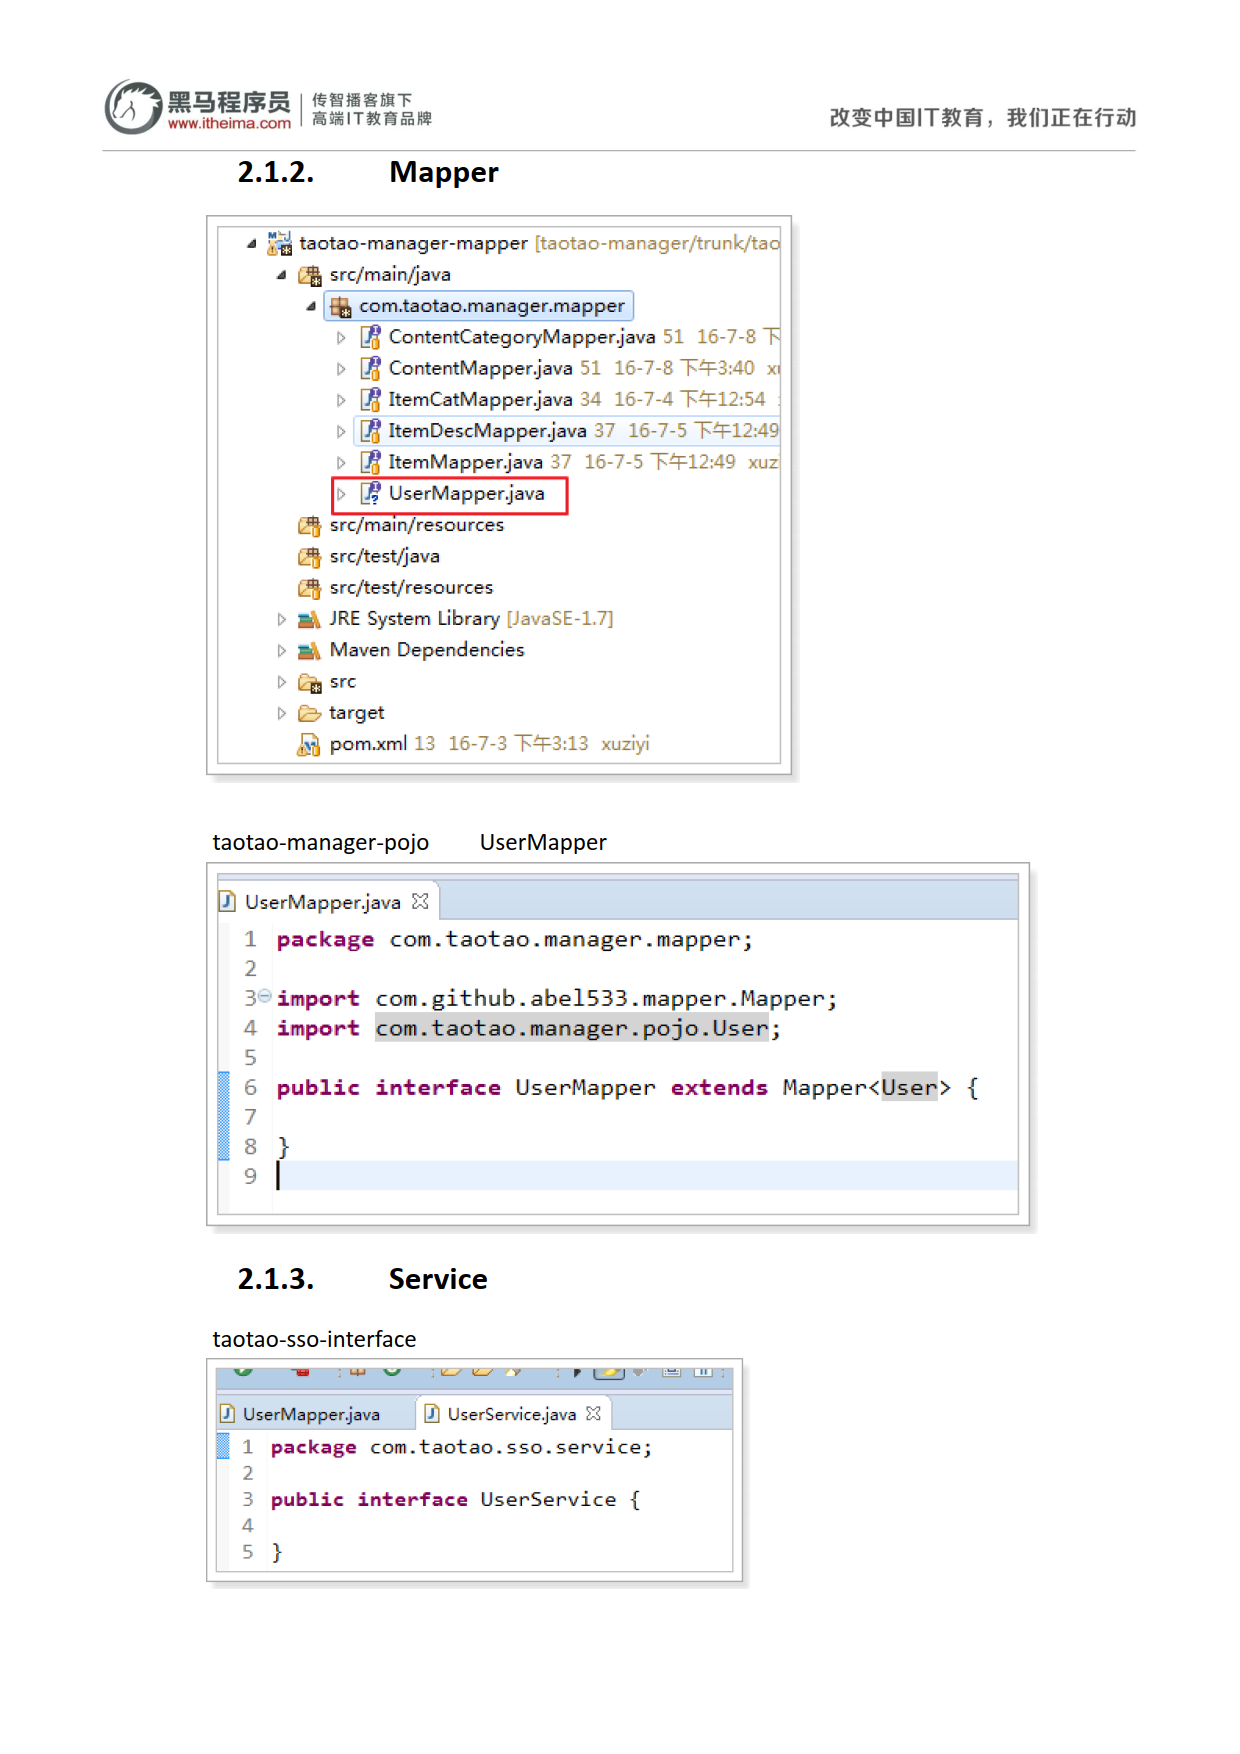 黑马程序员
www.itheima.com
传智播客旗下
高端IT教育品牌
改变中国IT教育，我们正在行动
2.1.2. Mapper
taotao-manager-mapper [taotao-manager/trunk/tao
src/main/java
com.taotao.manager.mapper
ContentCategoryMapper.java 51 16-7-8 下
ContentMapper.java 51 16-7-8 下午3:40
ItemCatMapper.java 34 16-7-4 下午12:54
ItemDescMapper.java 37 16-7-5 下午12:49
ItemMapper.java 37 16-7-5 下午12:49 xuz
UserMapper.java
src/main/resources
src/test/java
src/test/resources
JRE System Library [JavaSE-1.7]
Maven Dependencies
src
target
pom.xml 13 16-7-3 下午3:13 xuziyi
taotao-manager-pojo UserMapper
UserMapper.java
1 package com.taotao.manager.mapper;
2
3 import com.github.abel533.mapper.Mapper;
4 import com.taotao.manager.pojo.User;
5
6 public interface UserMapper extends Mapper<User> {
7
8 }
9
2.1.3. Service
taotao-sso-interface
UserMapper.java UserService.java
1 package com.taotao.sso.service;
2
3 public interface UserService {
4
5 }